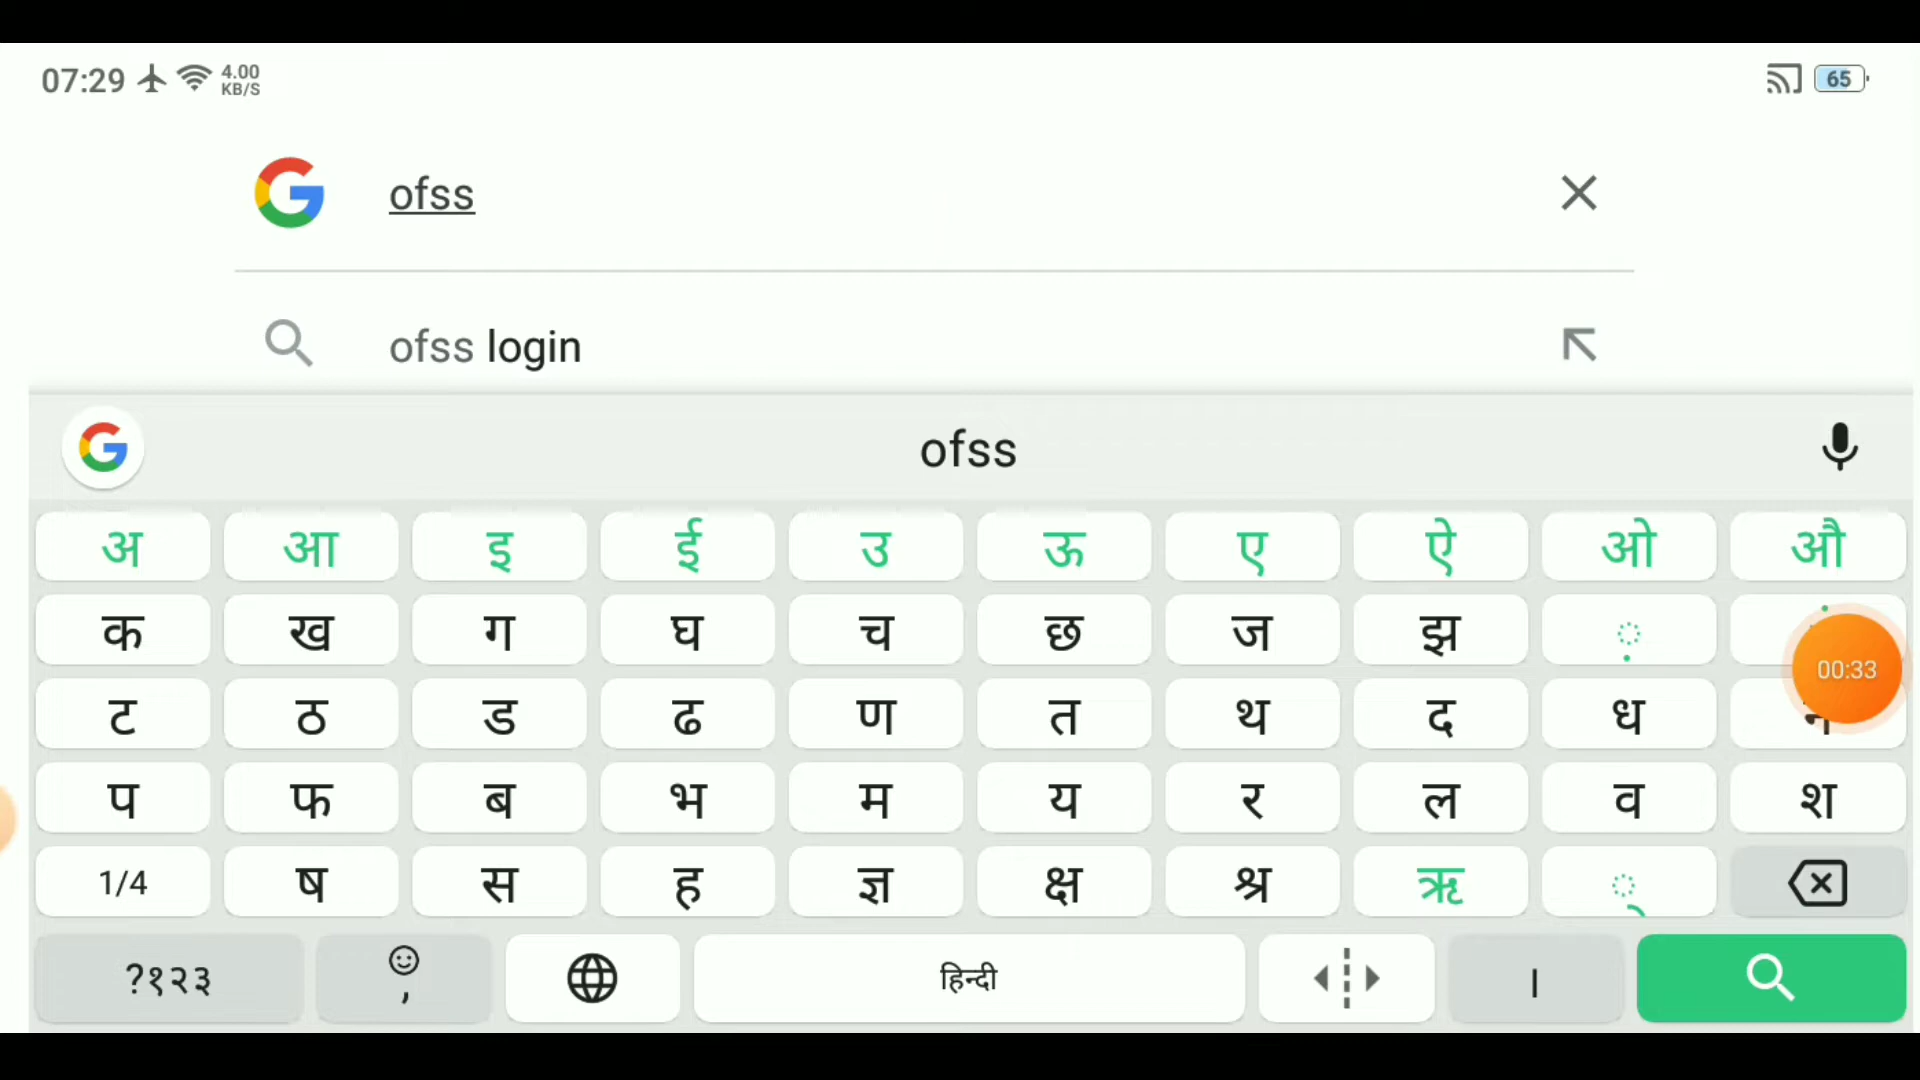 07:29 4.00 KB/S 65
ofss
ofss login
ofss
अ आ इ ई उ ऊ ए ऐ ओ औ
क ख ग घ च छ ज झ ़
00:33
ट ठ ड ढ ण त थ द ध न
प फ ब भ म य र ल व श
1/4 ष स ह ज्ञ क्ष श्र ऋ ्
?१२३ , हिन्दी ।